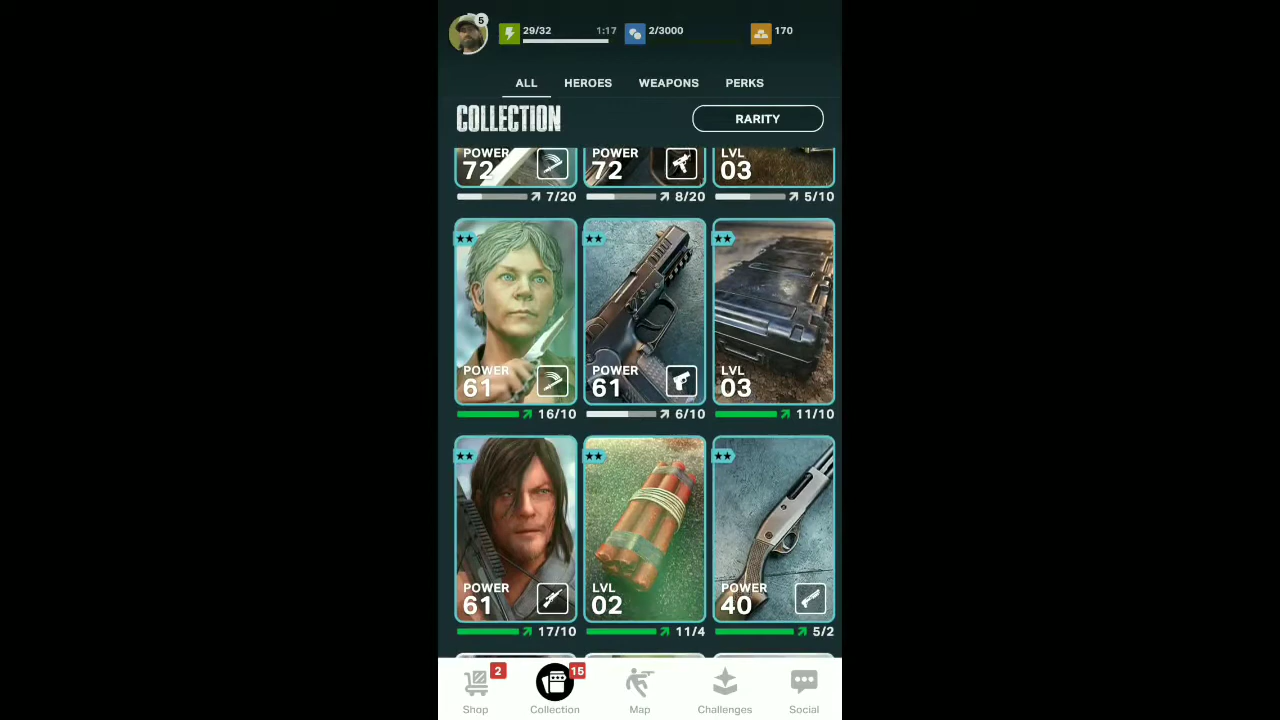 5
29/32 1:17 2/3000 170
ALL HEROES WEAPONS PERKS
COLLECTION RARITY
POWER POWER LVL
72 72 03
7/20 8/20 5/10
POWER POWER LVL
61 61 03
16/10 6/10 11/10
POWER LVL POWER
61 02 40
17/10 11/4 5/2
2 15
Shop Collection Map Challenges Social